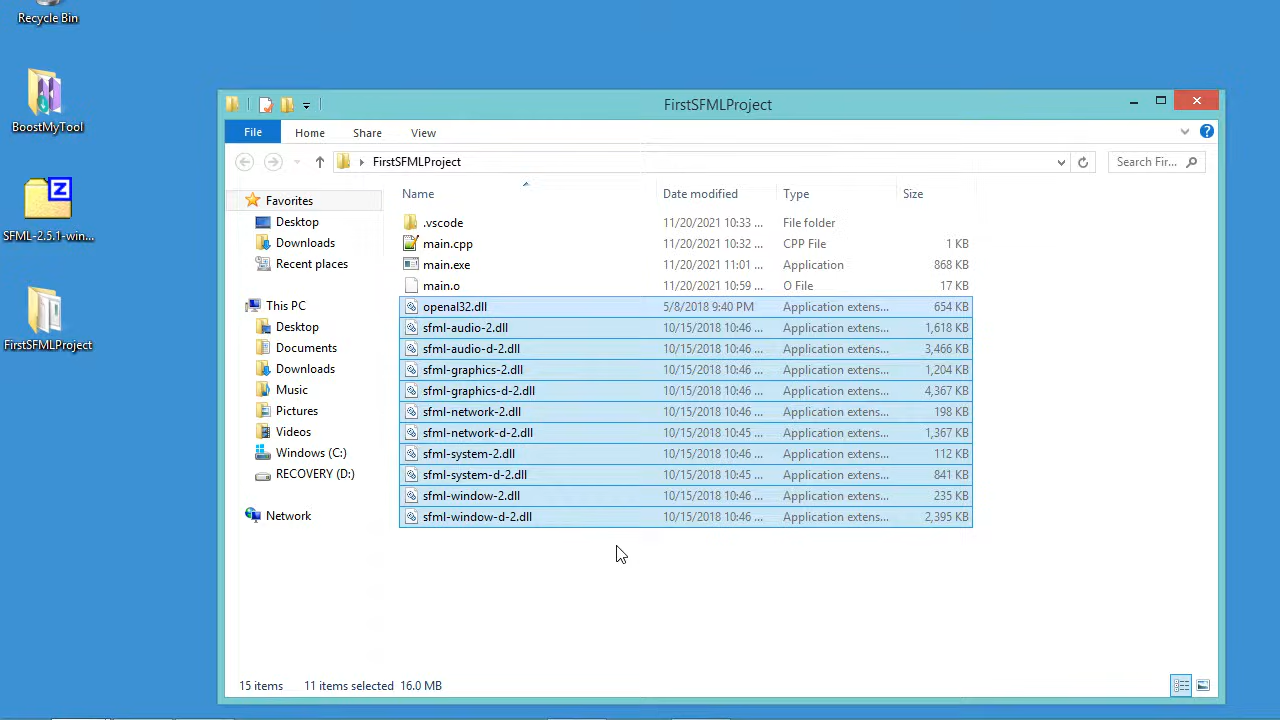 Recycle Bin
BoostMyTool
SFML-2.5.1-win...
FirstSFMLProject
FirstSFMLProject
File Home Share View
FirstSFMLProject
Search Fir...
Favorites
Desktop
Downloads
Recent places
This PC
Desktop
Documents
Downloads
Music
Pictures
Videos
Windows (C:)
RECOVERY (D:)
Network
Name Date modified Type Size
.vscode 11/20/2021 10:33 ... File folder
main.cpp 11/20/2021 10:32 ... CPP File 1 KB
main.exe 11/20/2021 11:01 ... Application 868 KB
main.o 11/20/2021 10:59 ... O File 17 KB
openal32.dll 5/8/2018 9:40 PM Application extens... 654 KB
sfml-audio-2.dll 10/15/2018 10:46 ... Application extens... 1,618 KB
sfml-audio-d-2.dll 10/15/2018 10:46 ... Application extens... 3,466 KB
sfml-graphics-2.dll 10/15/2018 10:46 ... Application extens... 1,204 KB
sfml-graphics-d-2.dll 10/15/2018 10:46 ... Application extens... 4,367 KB
sfml-network-2.dll 10/15/2018 10:46 ... Application extens... 198 KB
sfml-network-d-2.dll 10/15/2018 10:45 ... Application extens... 1,367 KB
sfml-system-2.dll 10/15/2018 10:46 ... Application extens... 112 KB
sfml-system-d-2.dll 10/15/2018 10:45 ... Application extens... 841 KB
sfml-window-2.dll 10/15/2018 10:46 ... Application extens... 235 KB
sfml-window-d-2.dll 10/15/2018 10:46 ... Application extens... 2,395 KB
15 items 11 items selected 16.0 MB